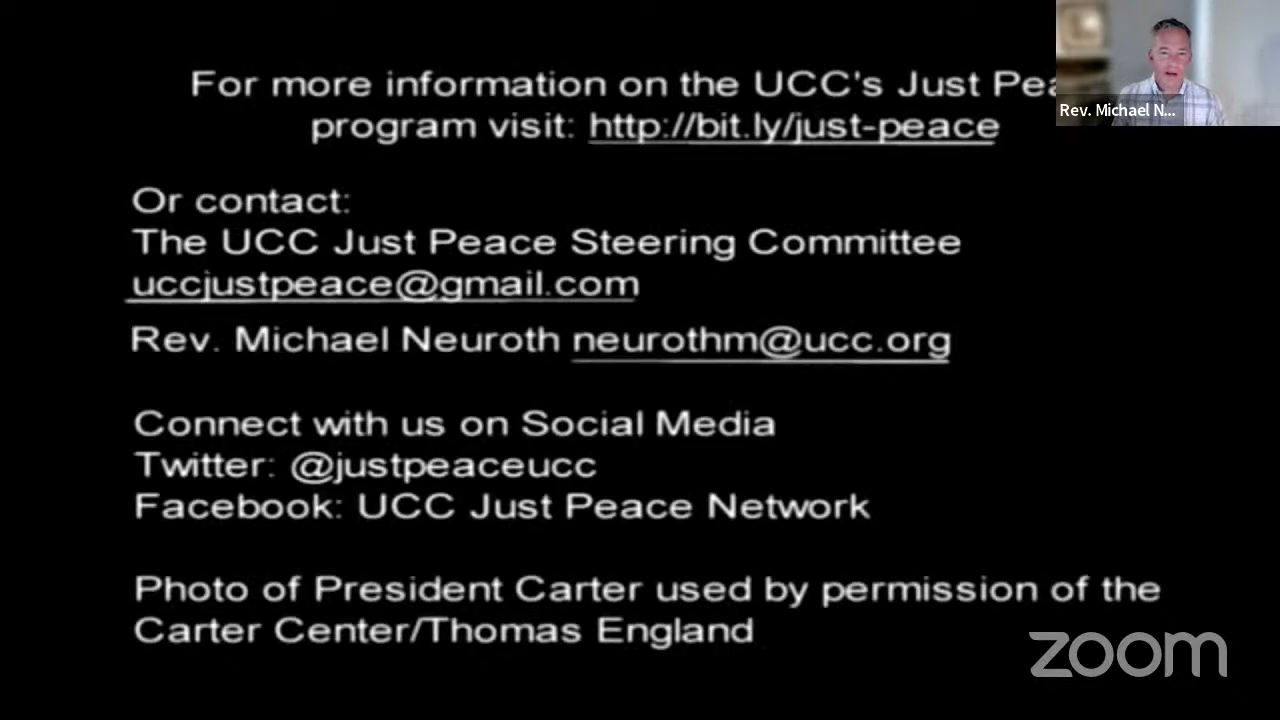 For more information on the UCC's Just Pea
program visit: http://bit.ly/just-peace
Rev. Michael N...
Or contact:
The UCC Just Peace Steering Committee
uccjustpeace@gmail.com
Rev. Michael Neuroth neurothm@ucc.org
Connect with us on Social Media
Twitter: @justpeaceucc
Facebook: UCC Just Peace Network
Photo of President Carter used by permission of the
Carter Center/Thomas England
zoom